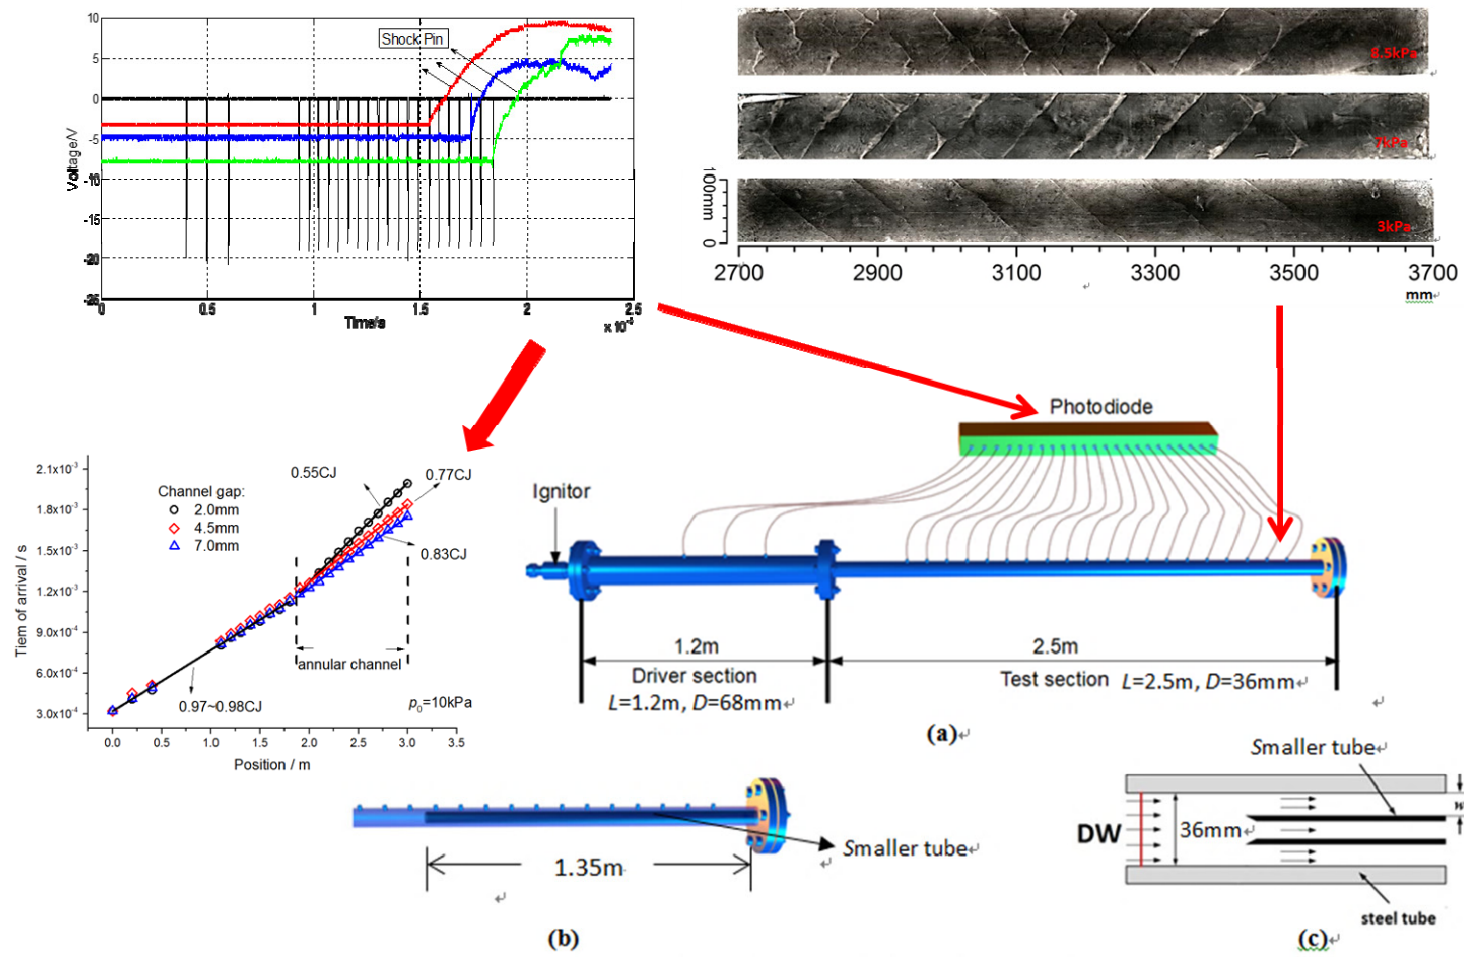 10
5
0
-5
-10
-15
-20
-25
Voltage/V
Shock Pin
0
0.5
1
1.5
2
2.5
Time/s
x 10⁻³
8.5kPa
7kPa
3kPa
100mm
0
2700
2900
3100
3300
3500
3700
mm
2.1x10⁻³
1.8x10⁻³
1.5x10⁻³
1.2x10⁻³
9.0x10⁻⁴
6.0x10⁻⁴
3.0x10⁻⁴
Tiem of arrival / s
Channel gap:
2.0mm
4.5mm
7.0mm
0.55CJ
0.77CJ
0.83CJ
annular channel
0.97~0.98CJ
p₀=10kPa
0.0
0.5
1.0
1.5
2.0
2.5
3.0
3.5
Position / m
Photodiode
Ignitor
1.2m
2.5m
Driver section
Test section L=2.5m, D=36mm
L=1.2m, D=68mm
(a)
Smaller tube
1.35m
(b)
Smaller tube
w
DW
36mm
steel tube
(c)